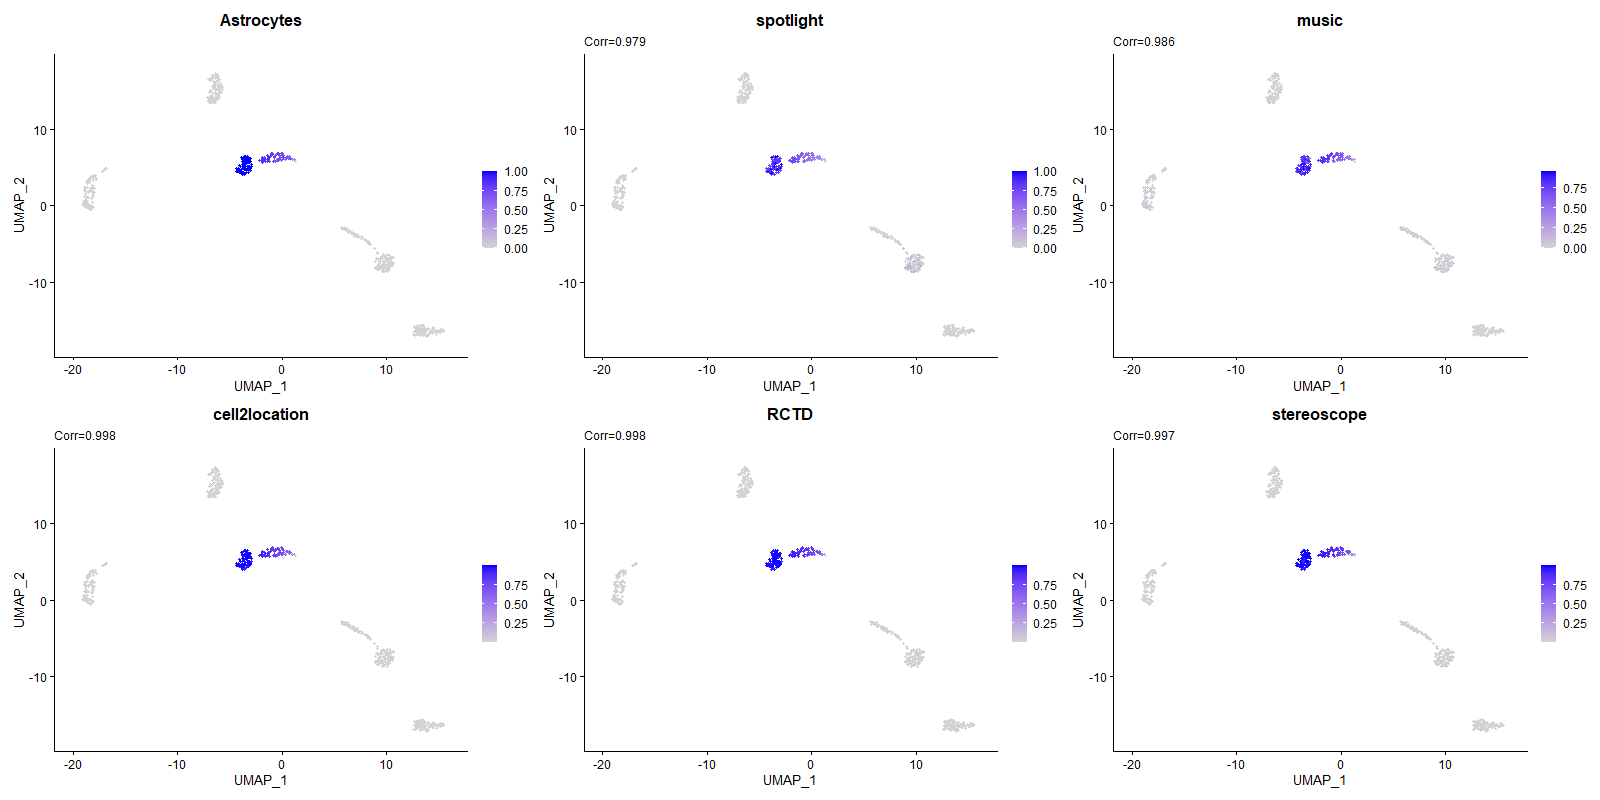 Astrocytes
UMAP_2
10
0
-10
-20
-10
0
10
UMAP_1
1.00
0.75
0.50
0.25
0.00
spotlight
Corr=0.979
UMAP_2
10
0
-10
-20
-10
0
10
UMAP_1
1.00
0.75
0.50
0.25
0.00
music
Corr=0.986
UMAP_2
10
0
-10
-20
-10
0
10
UMAP_1
0.75
0.50
0.25
0.00
cell2location
Corr=0.998
UMAP_2
10
0
-10
-20
-10
0
10
UMAP_1
0.75
0.50
0.25
RCTD
Corr=0.998
UMAP_2
10
0
-10
-20
-10
0
10
UMAP_1
0.75
0.50
0.25
stereoscope
Corr=0.997
UMAP_2
10
0
-10
-20
-10
0
10
UMAP_1
0.75
0.50
0.25